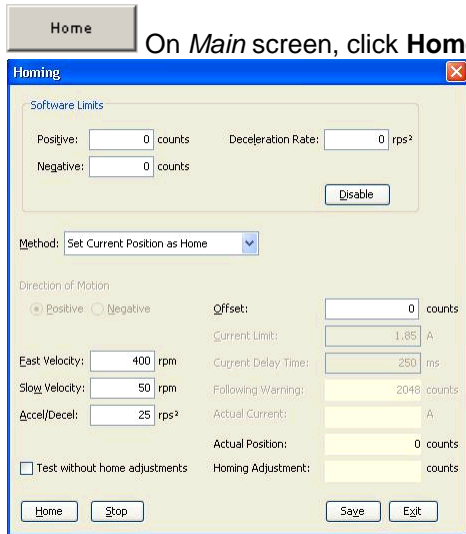 Home
On Main screen, click Hom
Homing
Software Limits
Positive: 0 counts Deceleration Rate: 0 rps²
Negative: 0 counts
Disable
Method: Set Current Position as Home
Direction of Motion
Positive Negative Offset: 0 counts
Current Limit: 1.85 A
Fast Velocity: 400 rpm Current Delay Time: 250 ms
Slow Velocity: 50 rpm Following Warning: 2048 counts
Accel/Decel: 25 rps² Actual Current: A
Actual Position: 0 counts
Test without home adjustments Homing Adjustment: counts
Home Stop Save Exit